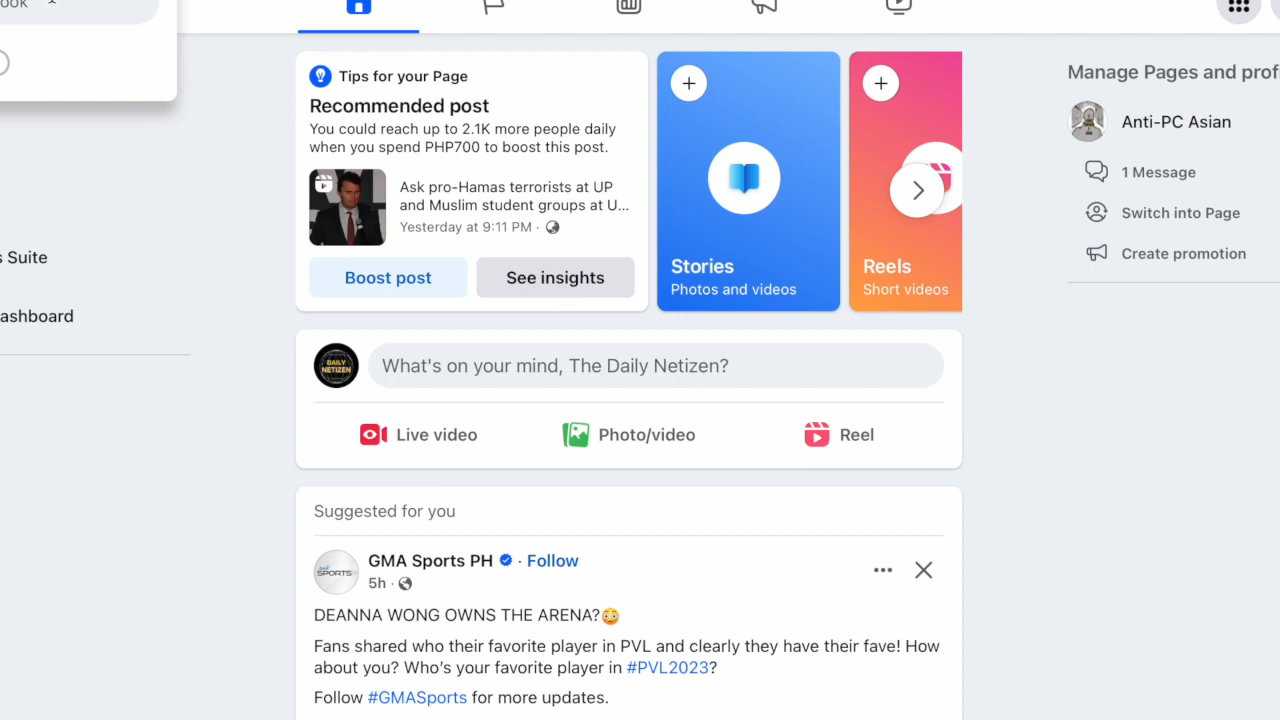 ook
Tips for your Page
Recommended post
You could reach up to 2.1K more people daily
when you spend PHP700 to boost this post.
Ask pro-Hamas terrorists at UP
and Muslim student groups at U...
Yesterday at 9:11 PM ·
Boost post
See insights
Stories
Photos and videos
Reels
Short videos
Manage Pages and profi
Anti-PC Asian
1 Message
Switch into Page
Create promotion
s Suite
ashboard
DAILY
NETIZEN
What's on your mind, The Daily Netizen?
Live video
Photo/video
Reel
Suggested for you
SPORTS
GMA Sports PH · Follow
5h ·
DEANNA WONG OWNS THE ARENA?😳
Fans shared who their favorite player in PVL and clearly they have their fave! How
about you? Who's your favorite player in #PVL2023?
Follow #GMASports for more updates.